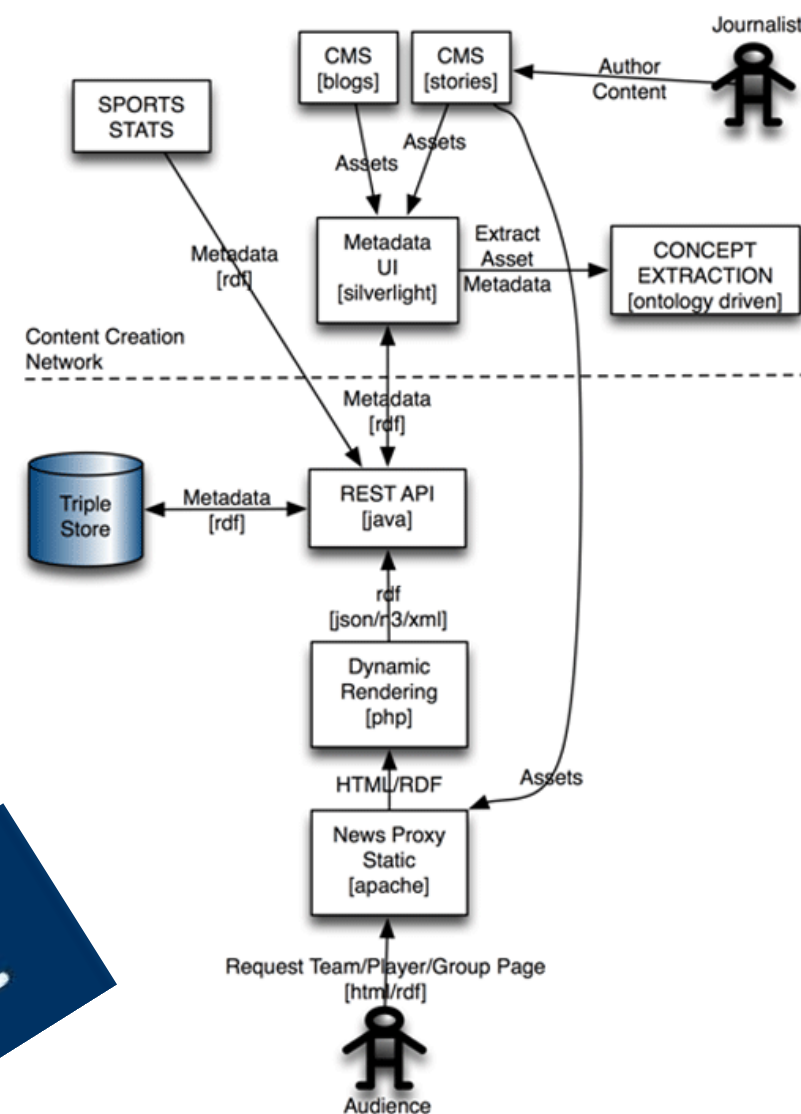 Journalist
CMS
[blogs]
CMS
[stories]
Author
Content
SPORTS
STATS
Assets
Assets
Metadata
UI
[silverlight]
Extract
Asset
Metadata
CONCEPT
EXTRACTION
[ontology driven]
Metadata
[rdf]
Content Creation
Network
Metadata
[rdf]
Triple
Store
Metadata
[rdf]
REST API
[java]
rdf
[json/n3/xml]
Dynamic
Rendering
[php]
HTML/RDF
Assets
News Proxy
Static
[apache]
Request Team/Player/Group Page
[html/rdf]
Audience